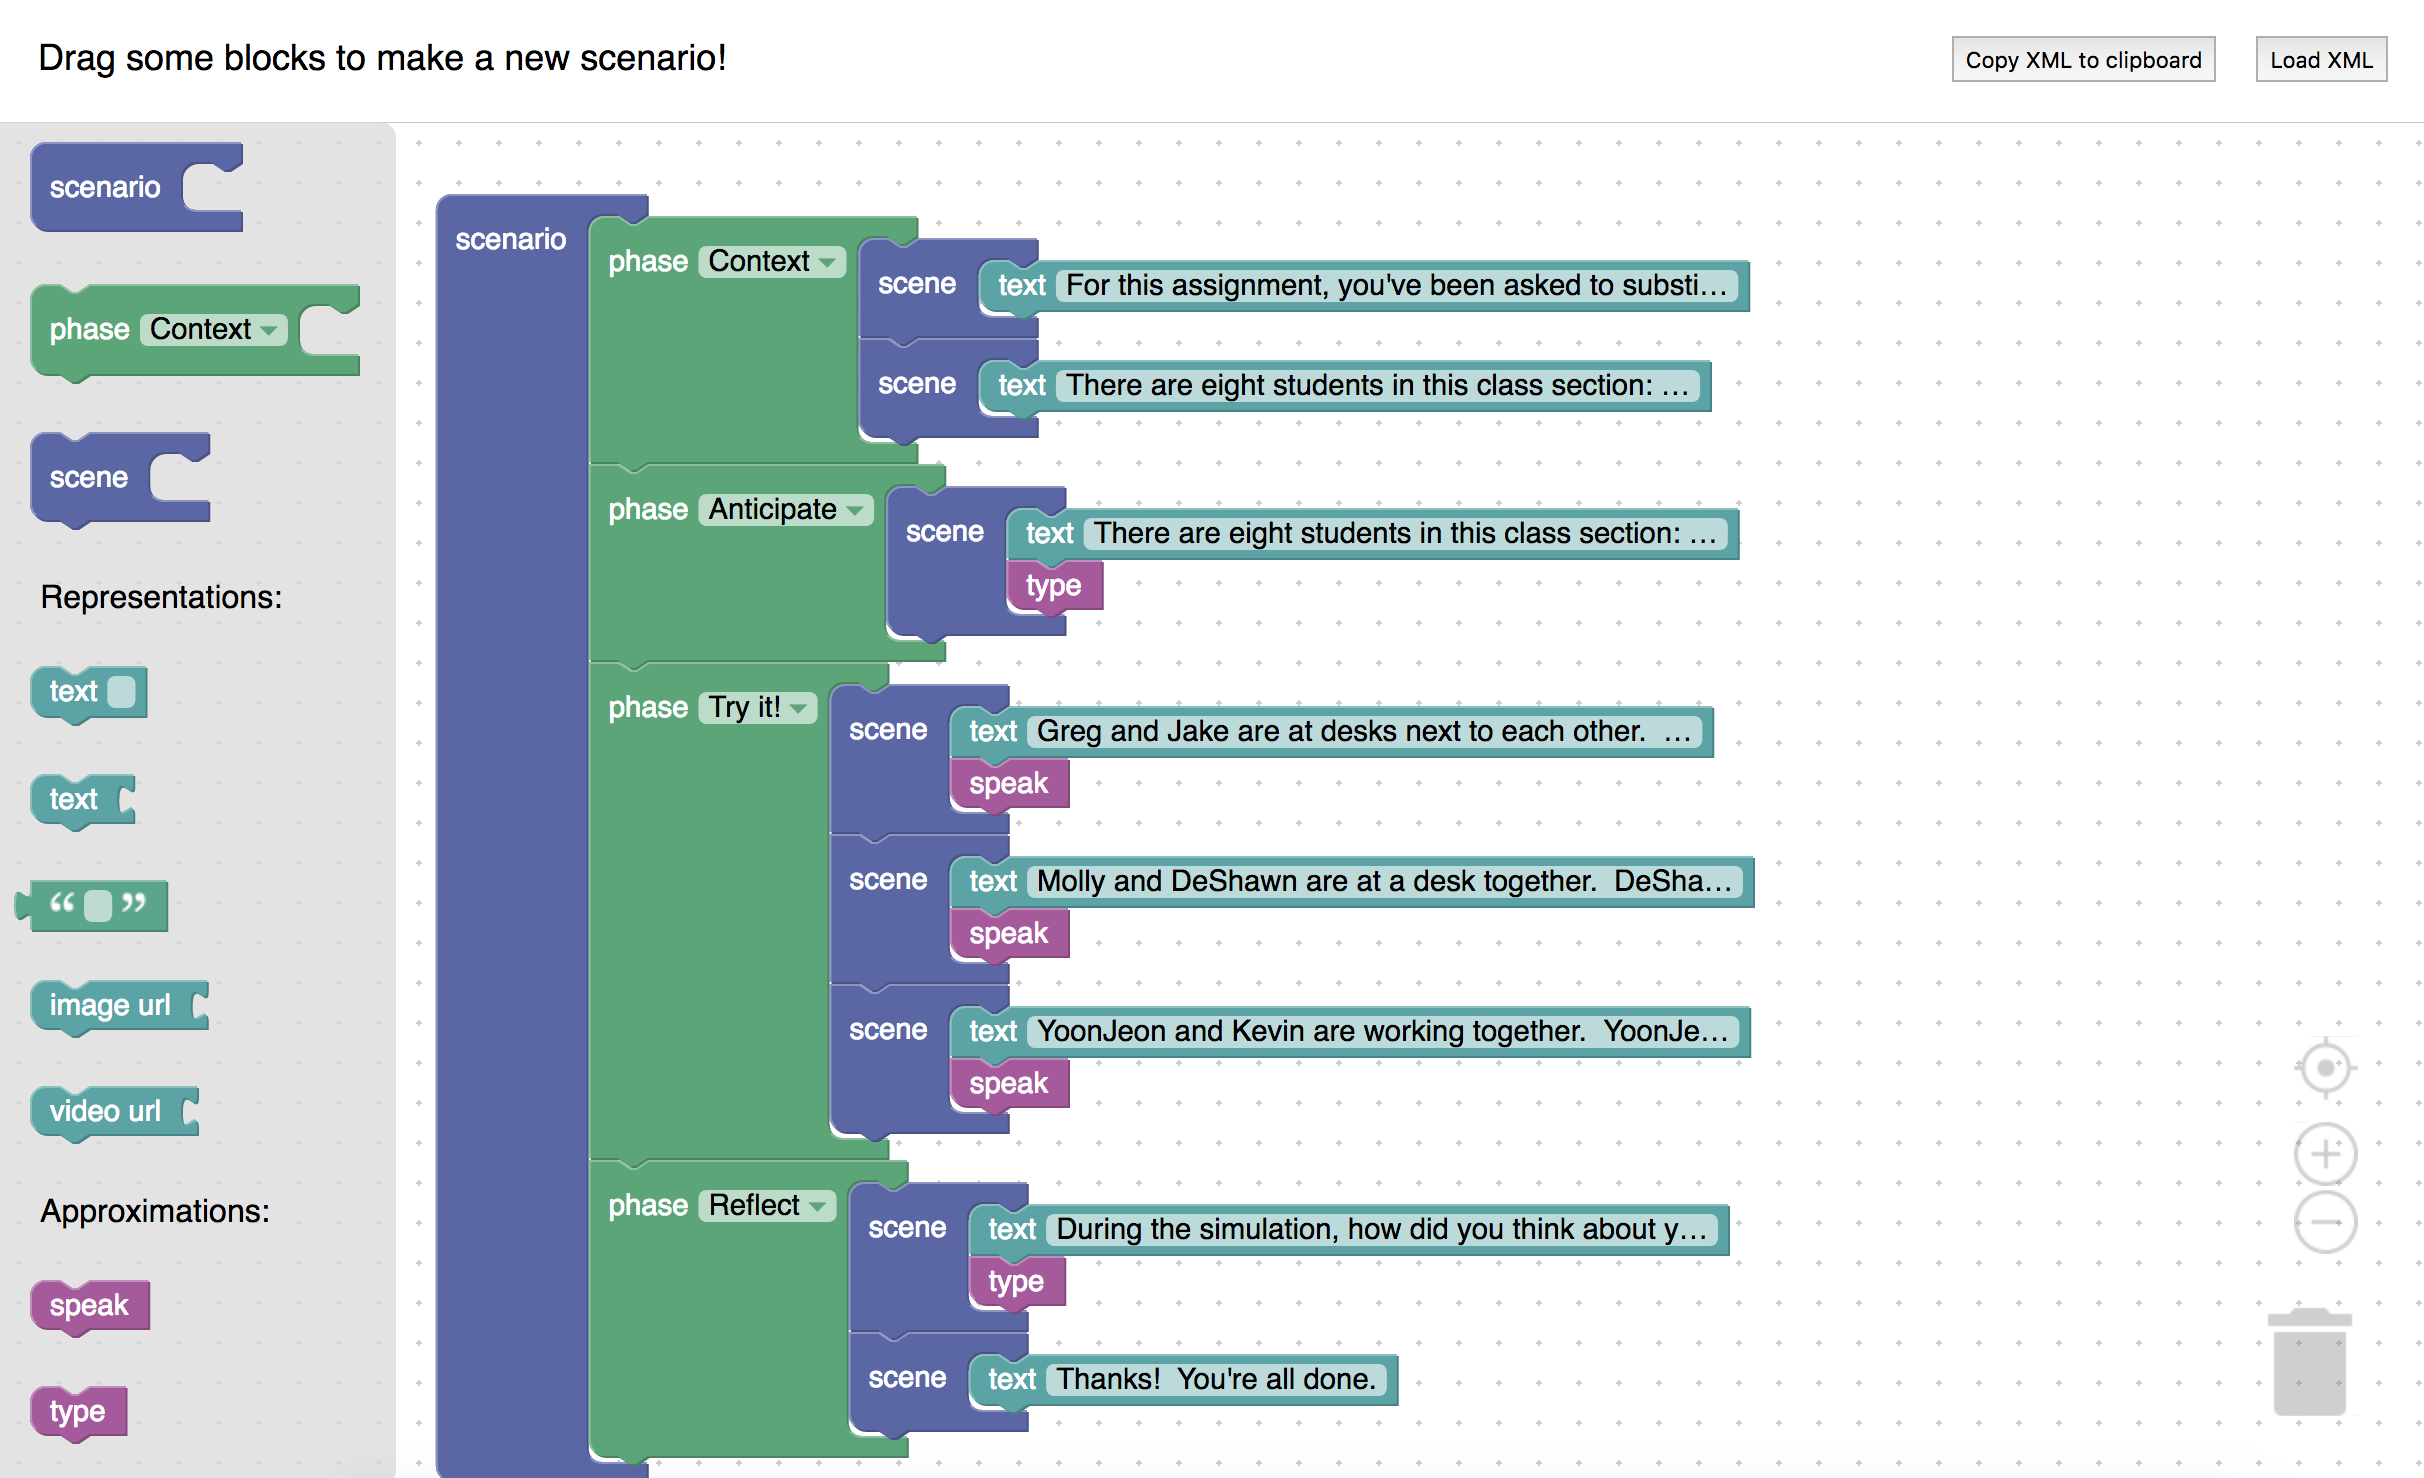 Drag some blocks to make a new scenario!
Copy XML to clipboard
Load XML
scenario
phase Context
scene
Representations:
text
text
“ ”
image url
video url
Approximations:
speak
type
scenario
phase Context
scene text For this assignment, you've been asked to substi...
scene text There are eight students in this class section: ...
phase Anticipate
scene text There are eight students in this class section: ...
type
phase Try it!
scene text Greg and Jake are at desks next to each other.  ...
speak
scene text Molly and DeShawn are at a desk together.  DeSha...
speak
scene text YoonJeon and Kevin are working together.  YoonJe...
speak
phase Reflect
scene text During the simulation, how did you think about y...
type
scene text Thanks!  You're all done.